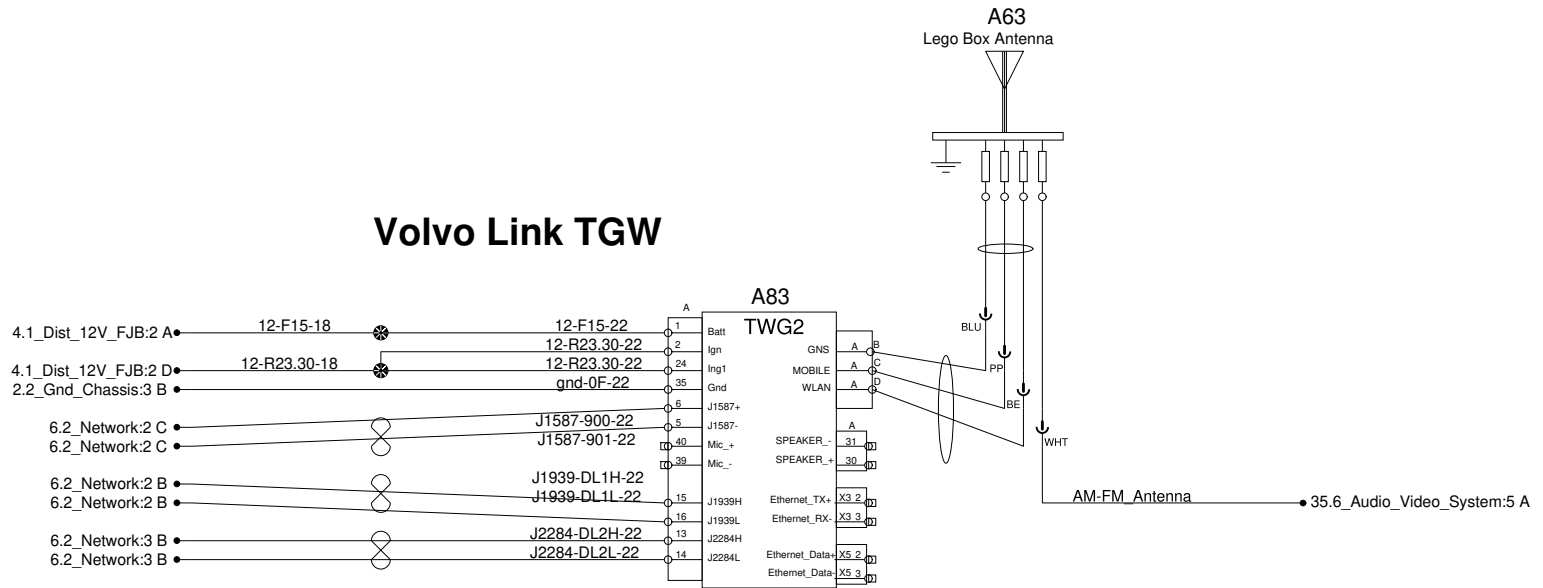 A63
Lego Box Antenna
Volvo Link TGW
A83
A
TWG2
4.1_Dist_12V_FJB:2 A
12-F15-18
12-F15-22
1
Batt
12-R23.30-22
2
Ign
4.1_Dist_12V_FJB:2 D
12-R23.30-18
12-R23.30-22
24
Ing1
2.2_Gnd_Chassis:3 B
gnd-0F-22
35
Gnd
6.2_Network:2 C
J1587-900-22
6
J1587+
6.2_Network:2 C
J1587-901-22
5
J1587-
40
Mic_+
39
Mic_-
6.2_Network:2 B
J1939-DL1H-22
15
J1939H
6.2_Network:2 B
J1939-DL1L-22
16
J1939L
6.2_Network:3 B
J2284-DL2H-22
13
J2284H
6.2_Network:3 B
J2284-DL2L-22
14
J2284L
GNS
A
B
MOBILE
A
C
WLAN
A
D
A
SPEAKER_-
31
SPEAKER_+
30
Ethernet_TX+
X3 2
Ethernet_RX-
X3 3
Ethernet_Data+
X5 2
Ethernet_Data-
X5 3
BLU
PP
BE
WHT
AM-FM_Antenna
35.6_Audio_Video_System:5 A